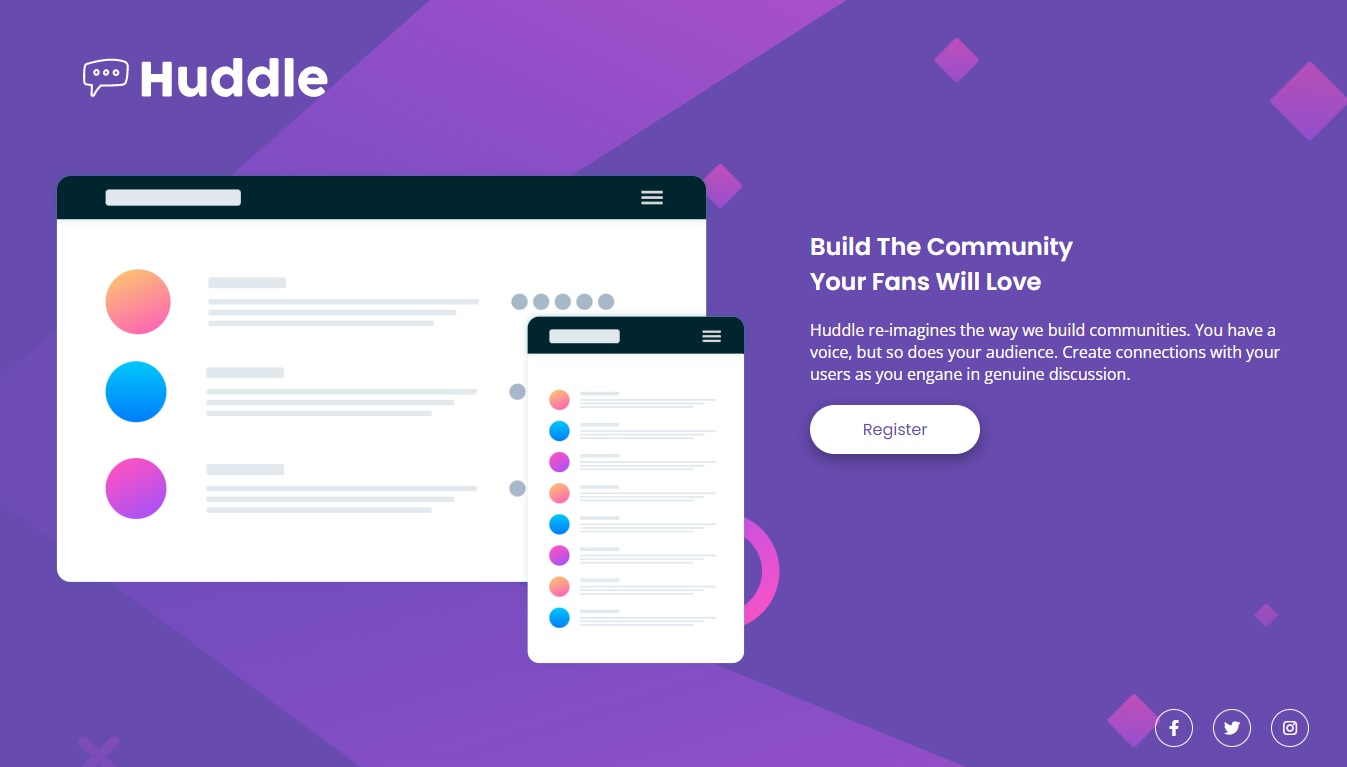 Huddle
Build The Community
Your Fans Will Love
Huddle re-imagines the way we build communities. You have a
voice, but so does your audience. Create connections with your
users as you engane in genuine discussion.
Register